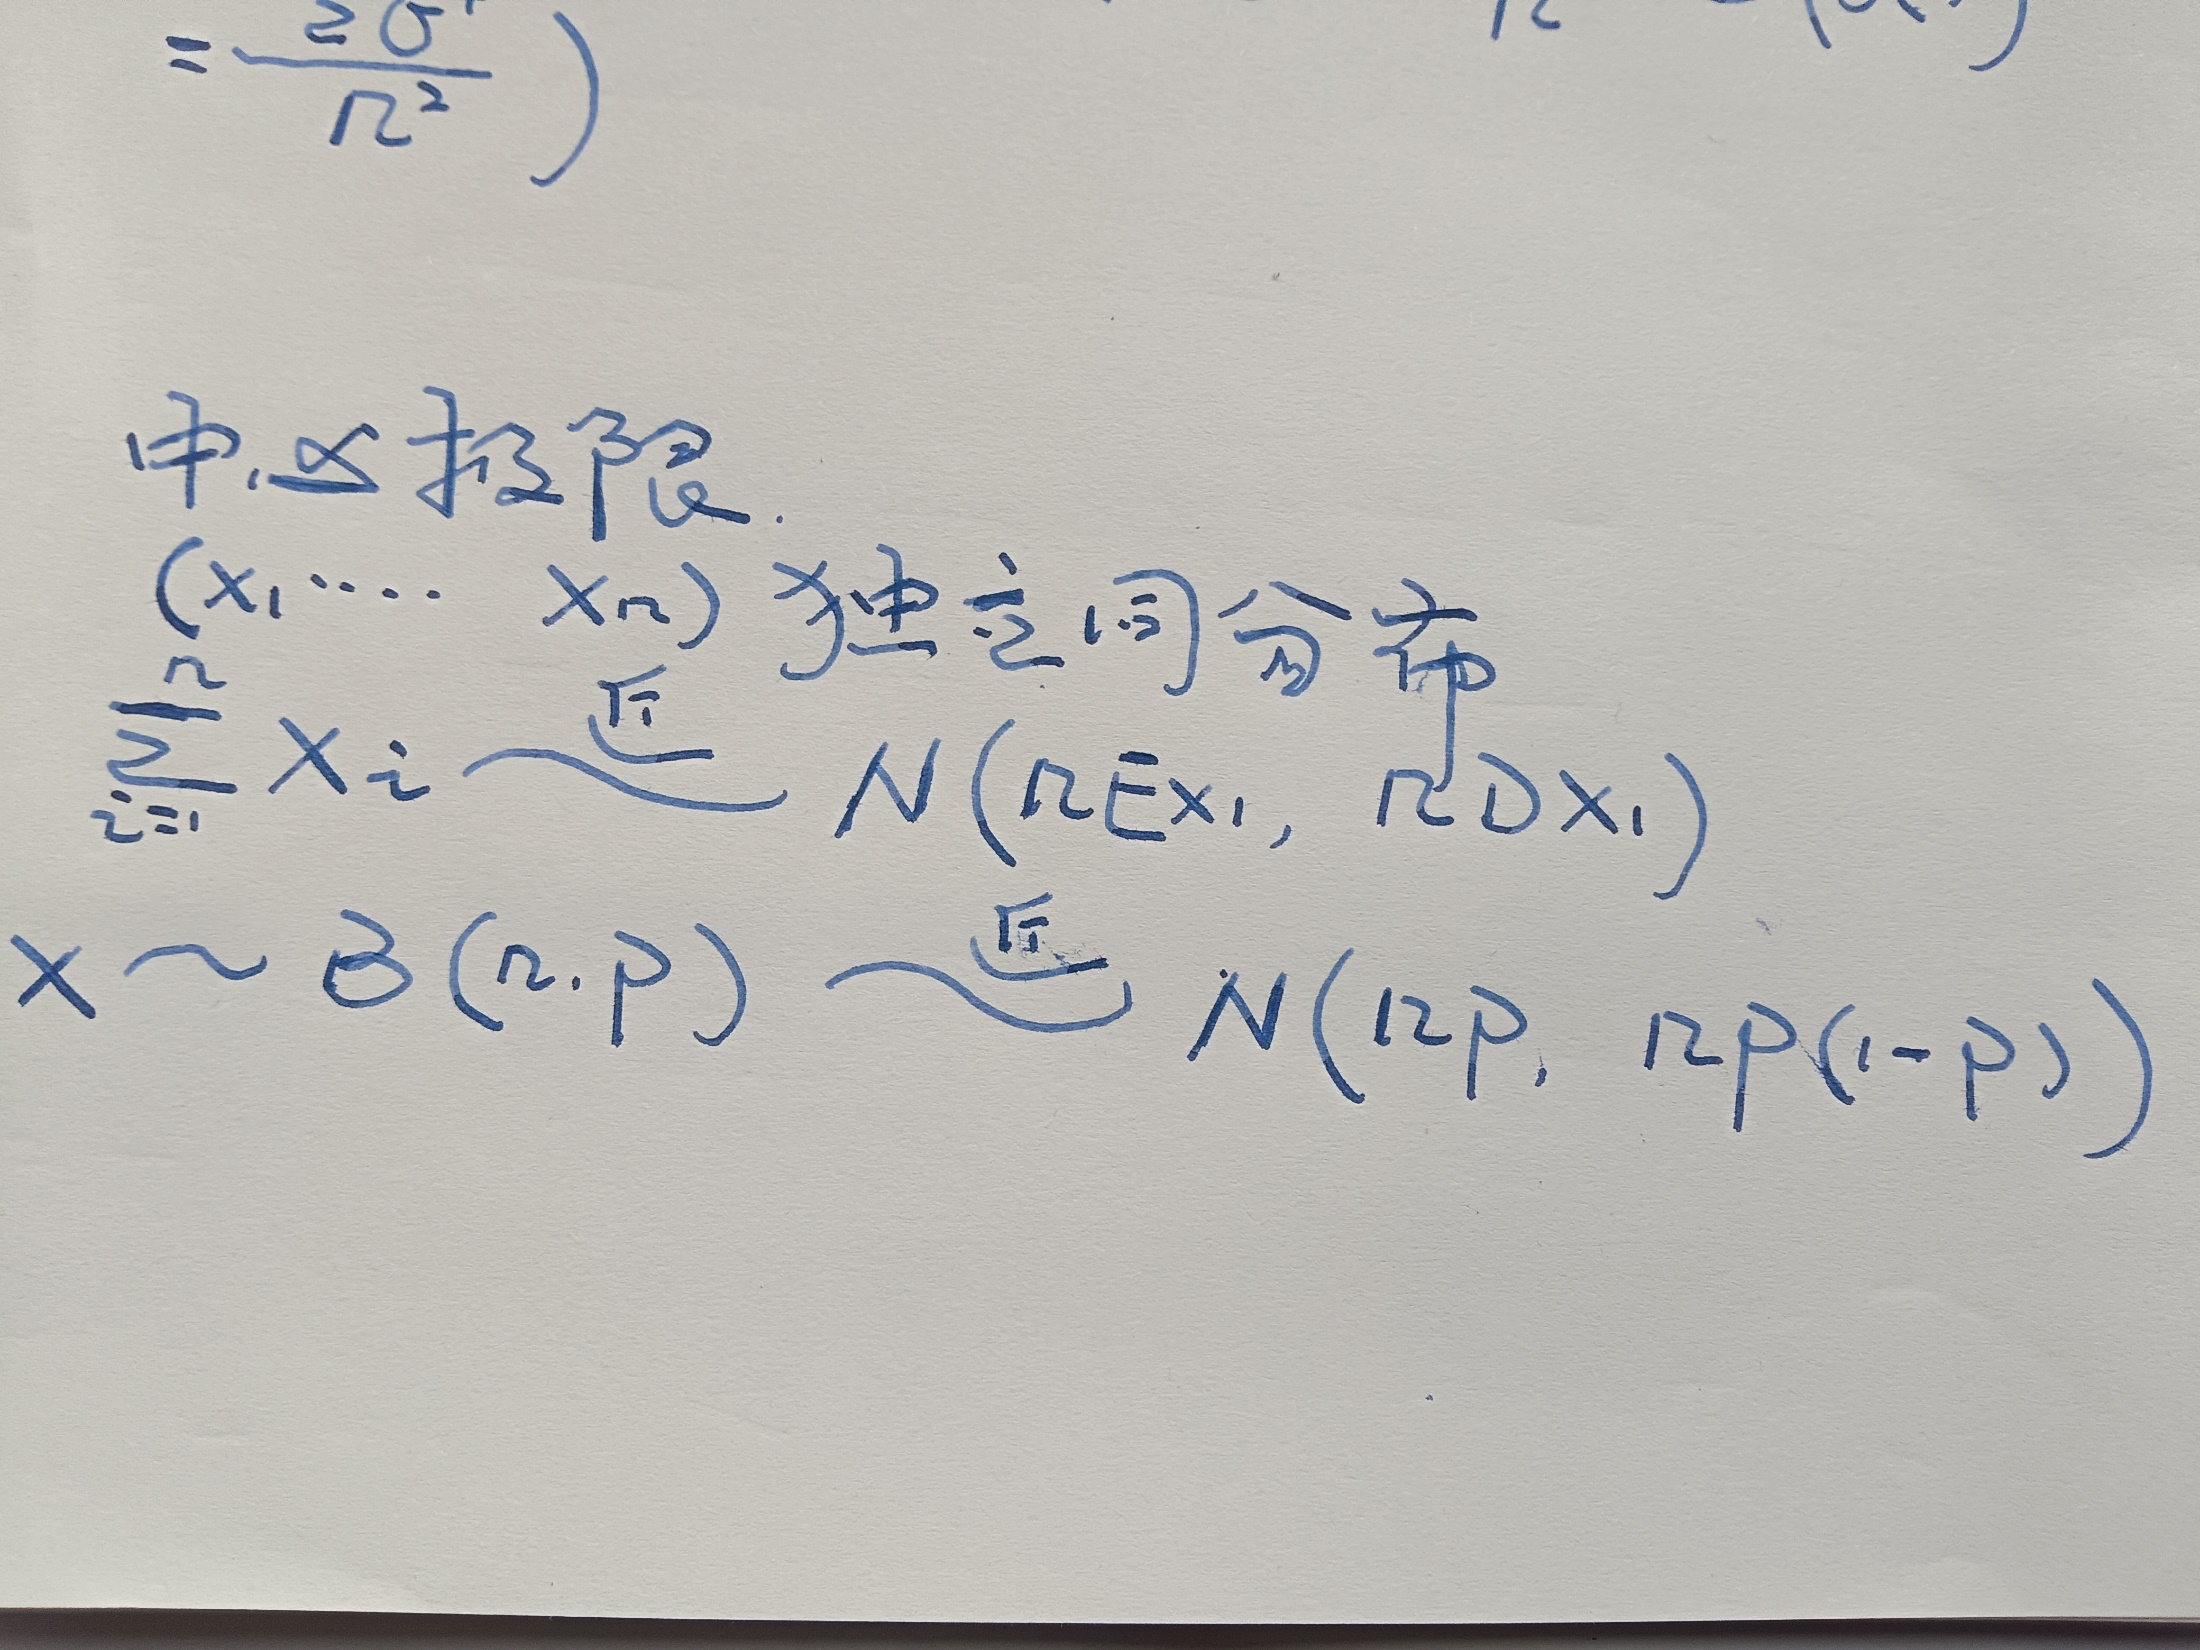 = 2σ / n²)
中心极限.
(X₁ ····· Xn) 独立同分布
∑ᵢ₌₁ⁿ Xᵢ ~近 N(nEX₁, nDX₁)
X ~ B(n.p) ~近 N(np, np(1-p))